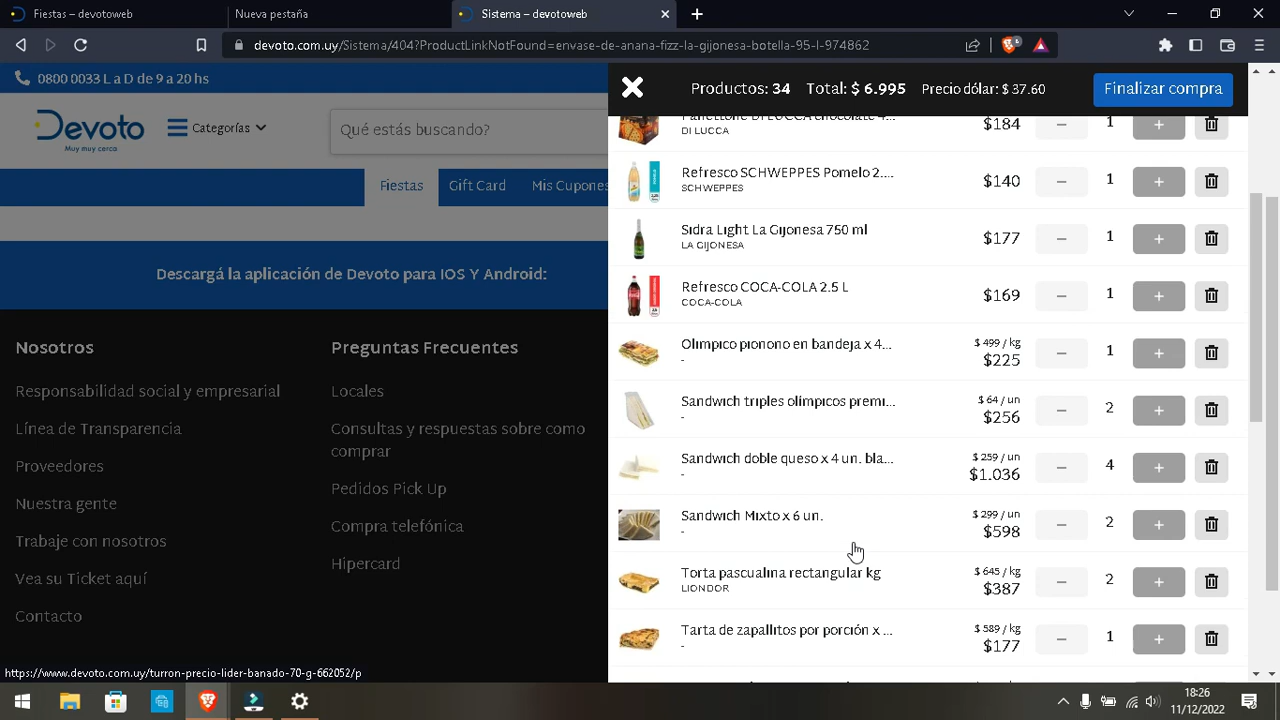 Fiestas – devotoweb
Nueva pestaña
Sistema – devotoweb
devoto.com.uy/Sistema/404?ProductLinkNotFound=envase-de-anana-fizz-la-gijonesa-botella-95-l-974862
6
0800 0033 L a D de 9 a 20 hs
Devoto
Muy muy cerca
Categorías
Qué estás buscando?
Fiestas
Gift Card
Mis Cupones
Descargá la aplicación de Devoto para IOS Y Android:
Nosotros
Responsabilidad social y empresarial
Línea de Transparencia
Proveedores
Nuestra gente
Trabaje con nosotros
Vea su Ticket aquí
Contacto
Preguntas Frecuentes
Locales
Consultas y respuestas sobre como
comprar
Pedidos Pick Up
Compra telefónica
Hipercard
Productos: 34
Total: $ 6.995
Precio dólar: $ 37.60
Finalizar compra
Panettone DI LUCCA chocolate 4...
DI LUCCA
$184
1
Refresco SCHWEPPES Pomelo 2....
SCHWEPPES
$140
1
Sidra Light La Gijonesa 750 ml
LA GIJONESA
$177
1
Refresco COCA-COLA 2.5 L
COCA-COLA
$169
1
Olimpico pionono en bandeja x 4...
-
$ 499 / kg
$225
1
Sandwich triples olímpicos premi...
-
$ 64 / un
$256
2
Sandwich doble queso x 4 un. bla...
-
$ 259 / un
$1.036
4
Sandwich Mixto x 6 un.
-
$ 299 / un
$598
2
Torta pascualina rectangular kg
LIONDOR
$ 645 / kg
$387
2
Tarta de zapallitos por porción x ...
-
$ 589 / kg
$177
1
https://www.devoto.com.uy/turron-precio-lider-banado-70-g-662052/p
18:26
11/12/2022